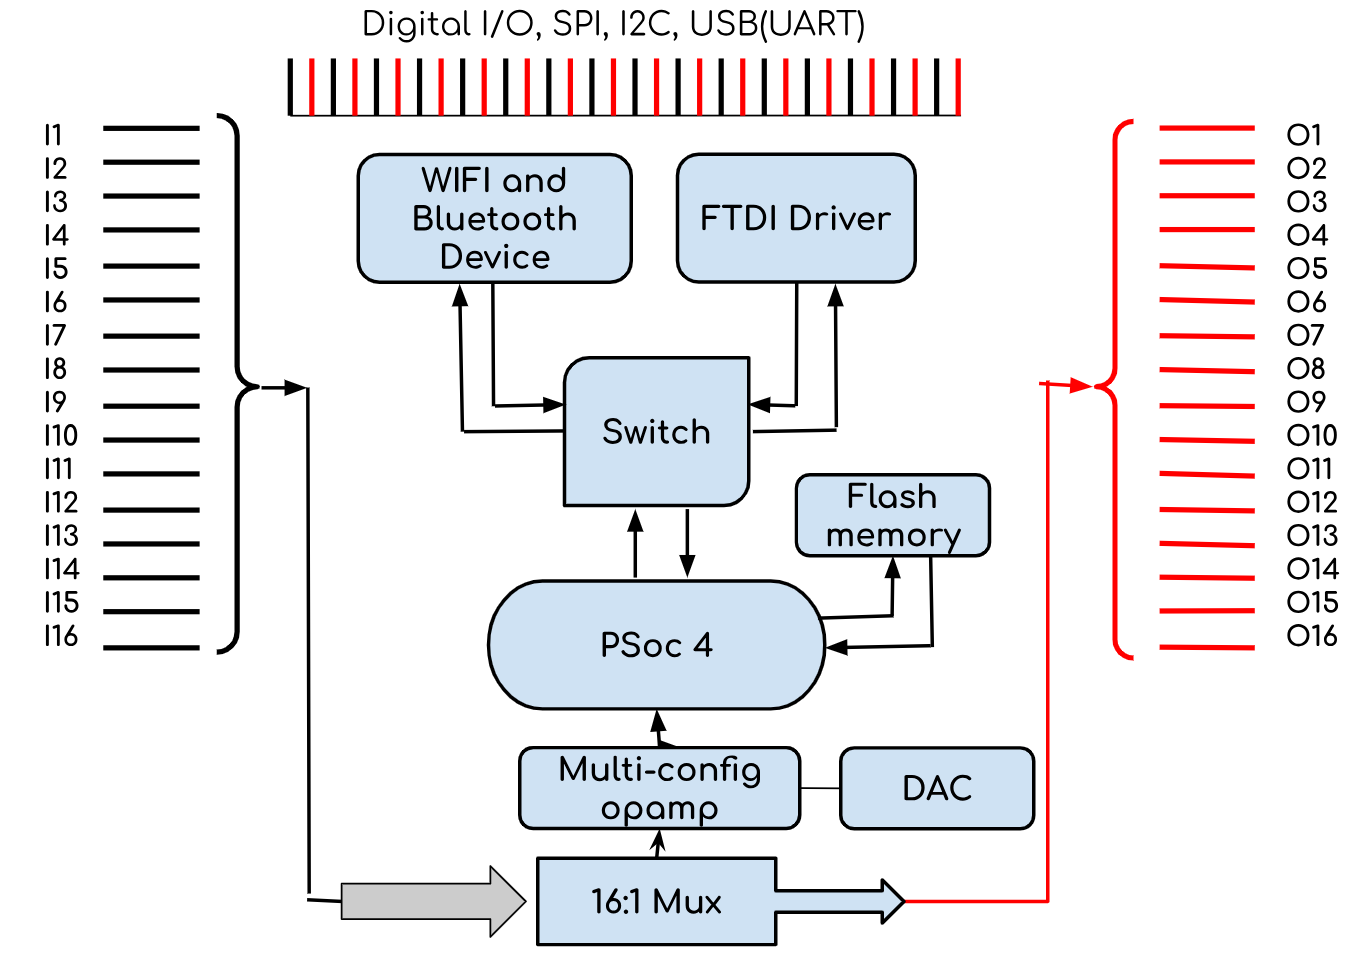 Digital I/O, SPI, I2C, USB(UART)
I1
I2
I3
I4
I5
I6
I7
I8
I9
I10
I11
I12
I13
I14
I15
I16
WIFI and
Bluetooth
Device
FTDI Driver
Switch
Flash
memory
PSoc 4
Multi-config
opamp
DAC
16:1 Mux
O1
O2
O3
O4
O5
O6
O7
O8
O9
O10
O11
O12
O13
O14
O15
O16